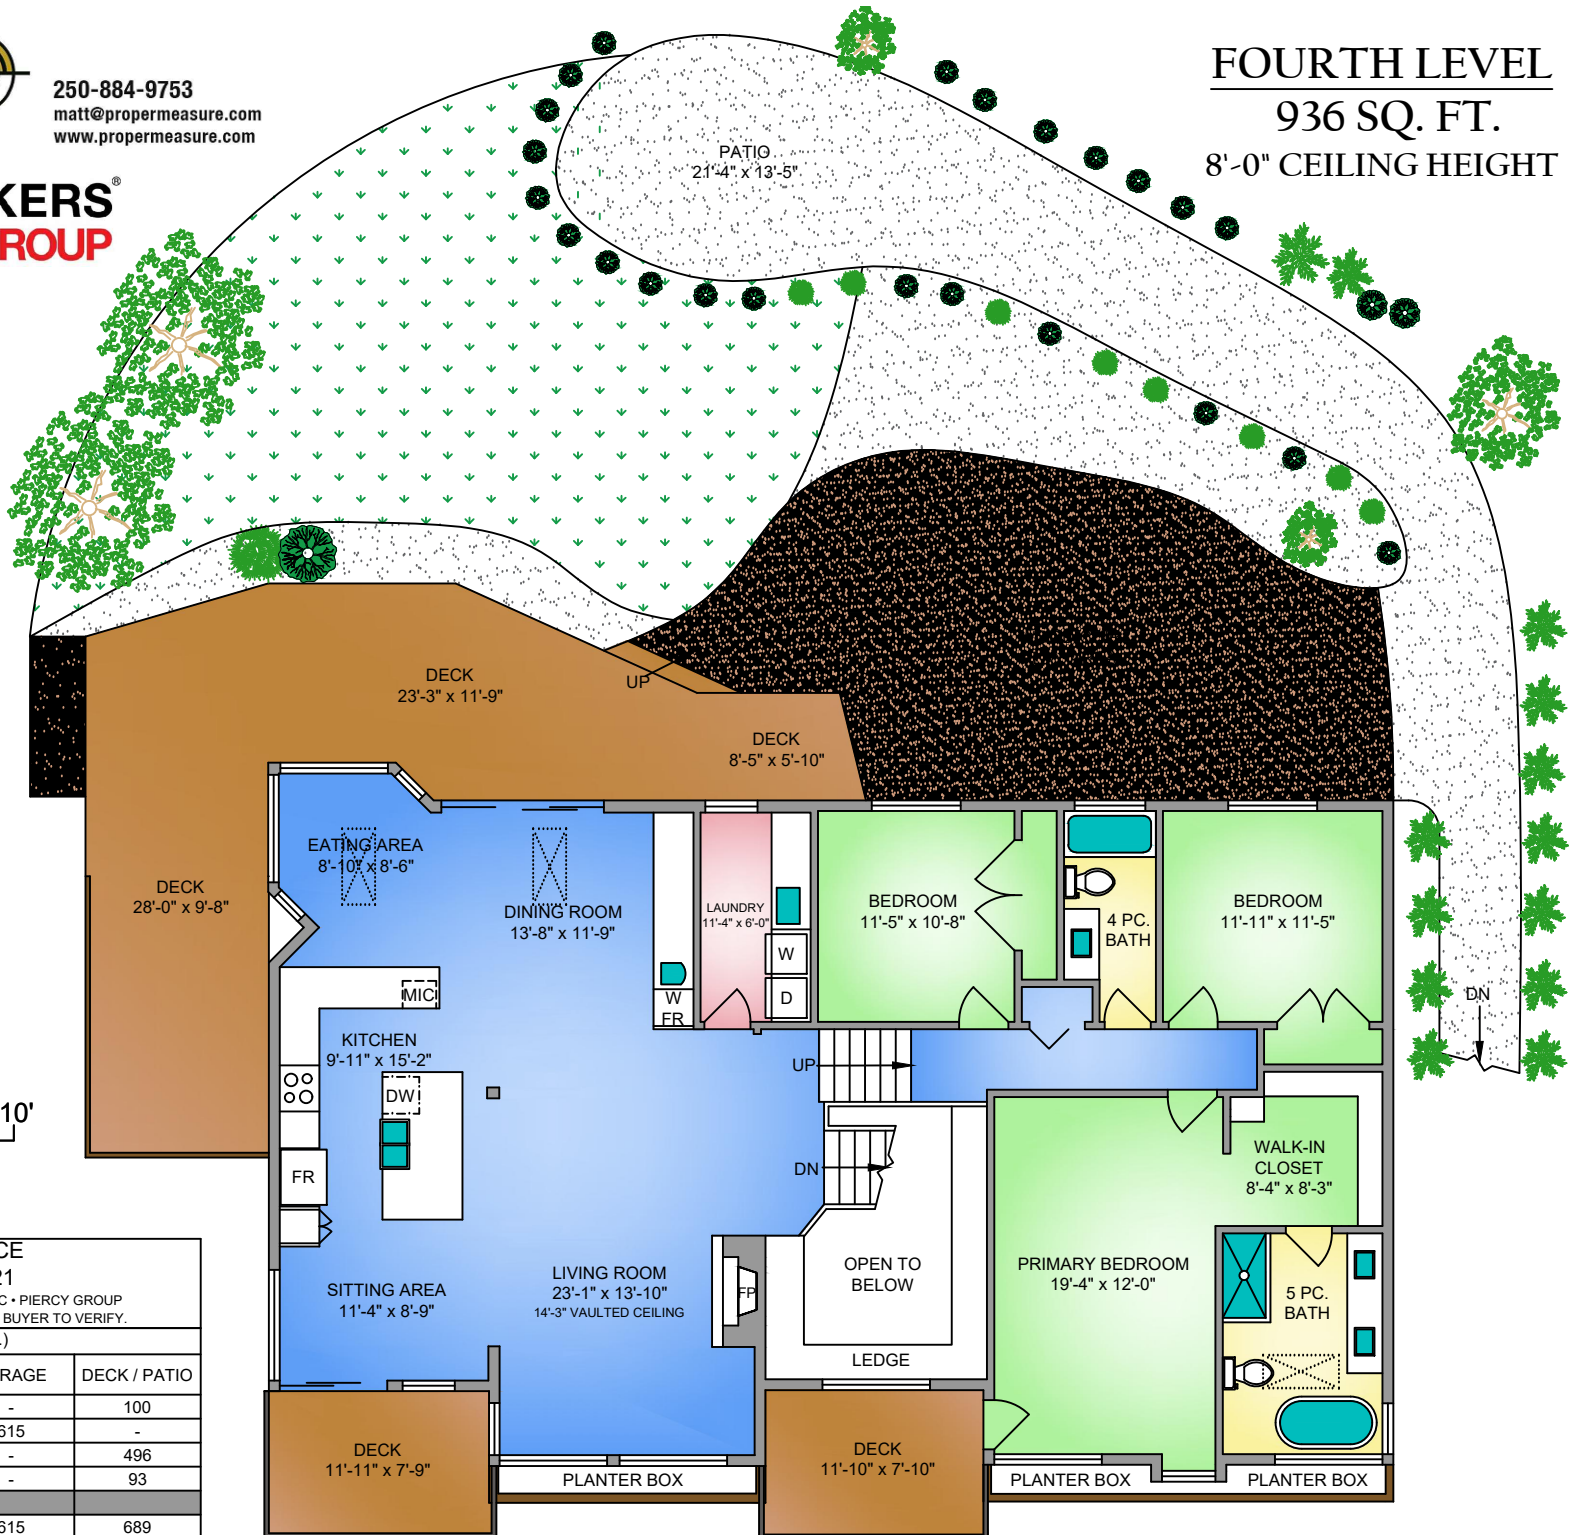 250-884-9753
matt@propermeasure.com
www.propermeasure.com
KERS®
ROUP
FOURTH LEVEL
936 SQ. FT.
8'-0" CEILING HEIGHT
PATIO
21'-4" x 13'-5"
DECK
23'-3" x 11'-9"
UP
DECK
8'-5" x 5'-10"
DECK
28'-0" x 9'-8"
EATING AREA
8'-10" x 8'-6"
DINING ROOM
13'-8" x 11'-9"
LAUNDRY
11'-4" x 6'-0"
W
D
W
FR
BEDROOM
11'-5" x 10'-8"
4 PC.
BATH
BEDROOM
11'-11" x 11'-5"
DN
MIC
KITCHEN
9'-11" x 15'-2"
DW
FR
UP
DN
10'
WALK-IN
CLOSET
8'-4" x 8'-3"
PRIMARY BEDROOM
19'-4" x 12'-0"
5 PC.
BATH
OPEN TO
BELOW
LEDGE
SITTING AREA
11'-4" x 8'-9"
LIVING ROOM
23'-1" x 13'-10"
14'-3" VAULTED CEILING
FP
DECK
11'-11" x 7'-9"
PLANTER BOX
DECK
11'-10" x 7'-10"
PLANTER BOX
PLANTER BOX
CE
21
C • PIERCY GROUP
BUYER TO VERIFY.
.)
RAGE DECK / PATIO
- 100
615 -
- 496
- 93
615 689